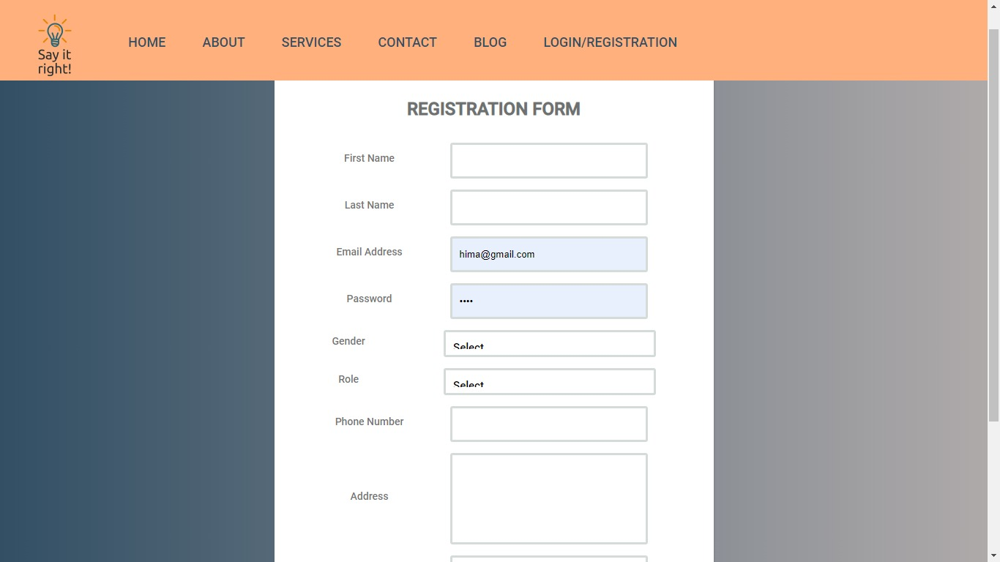 Say it
right!
HOME ABOUT SERVICES CONTACT BLOG LOGIN/REGISTRATION
REGISTRATION FORM
First Name
Last Name
Email Address hima@gmail.com
Password ••••
Gender Select
Role Select
Phone Number
Address